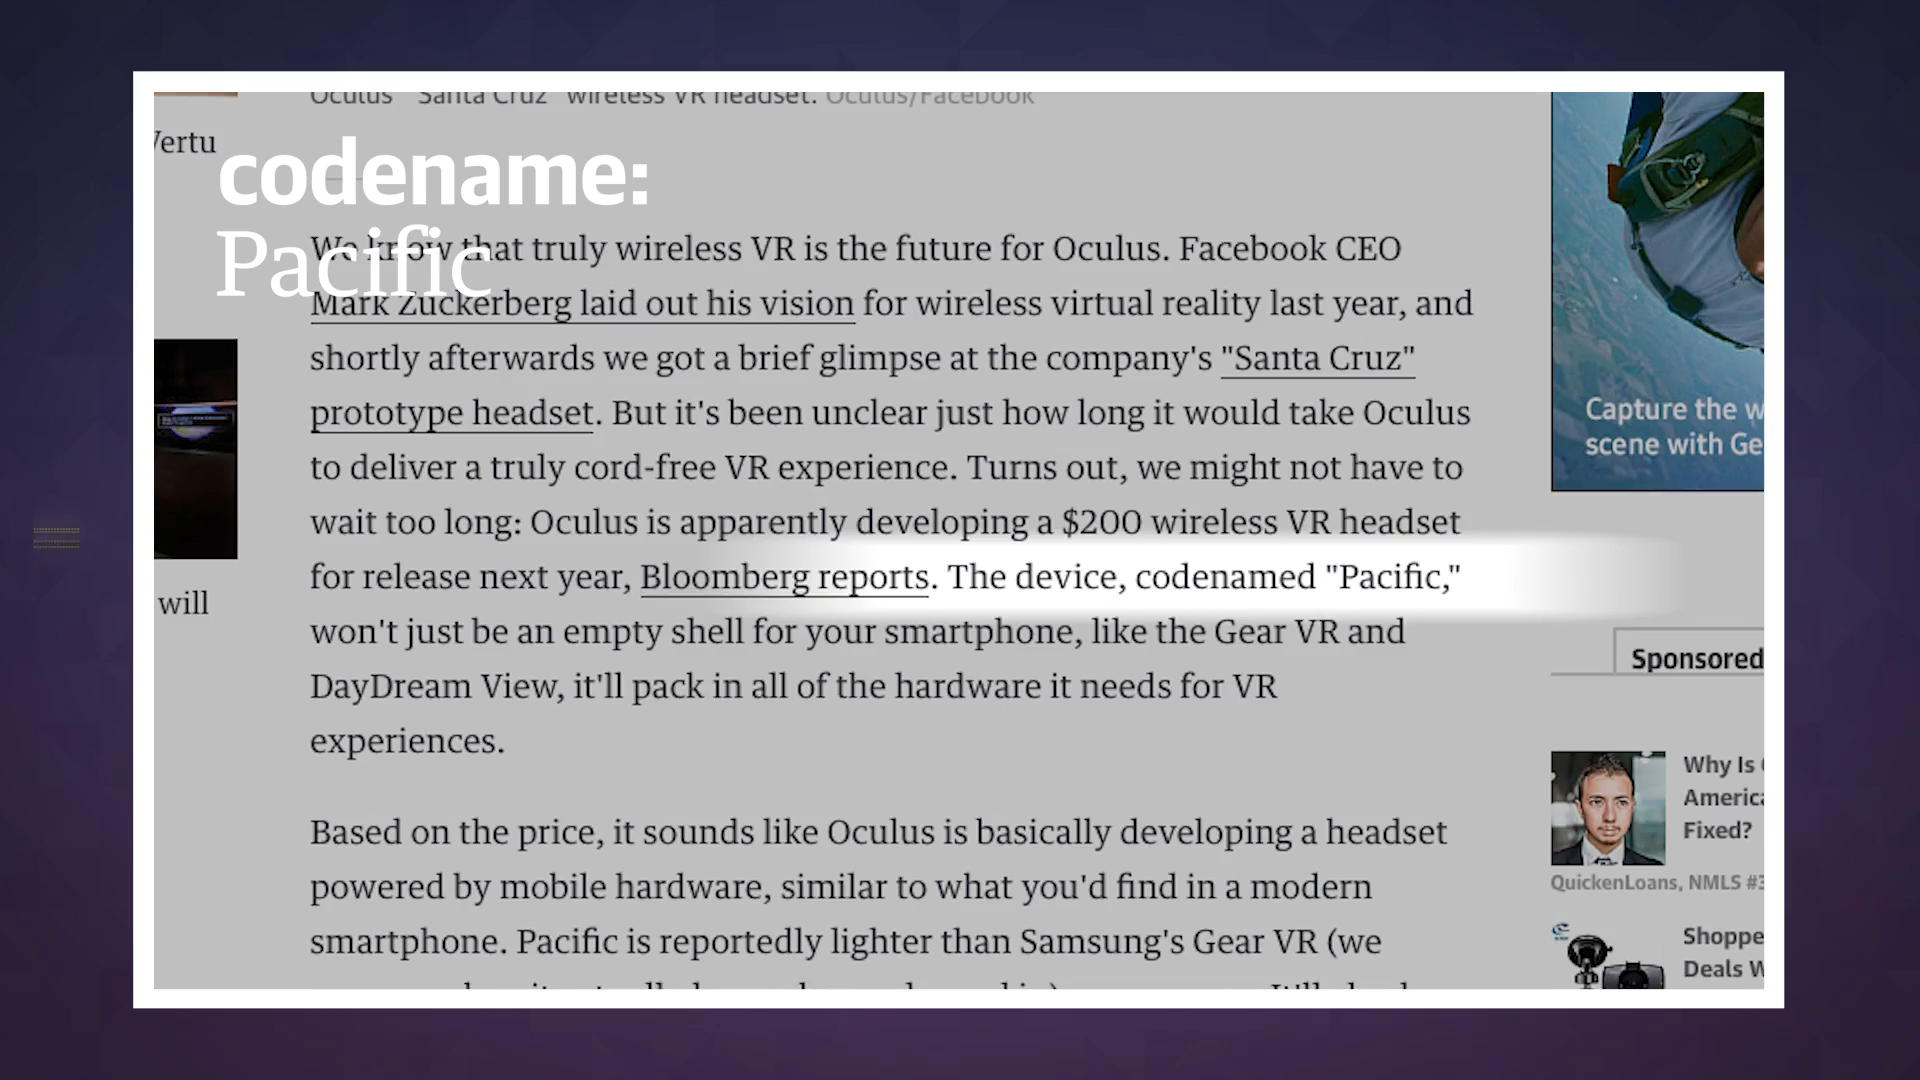 Oculus "Santa Cruz" wireless VR headset. Oculus/Facebook
Vertu
codename:
Pacific
We know that truly wireless VR is the future for Oculus. Facebook CEO
Mark Zuckerberg laid out his vision for wireless virtual reality last year, and
shortly afterwards we got a brief glimpse at the company's "Santa Cruz"
prototype headset. But it's been unclear just how long it would take Oculus
to deliver a truly cord-free VR experience. Turns out, we might not have to
wait too long: Oculus is apparently developing a $200 wireless VR headset
for release next year, Bloomberg reports. The device, codenamed "Pacific,"
won't just be an empty shell for your smartphone, like the Gear VR and
DayDream View, it'll pack in all of the hardware it needs for VR
experiences.
Based on the price, it sounds like Oculus is basically developing a headset
powered by mobile hardware, similar to what you'd find in a modern
smartphone. Pacific is reportedly lighter than Samsung's Gear VR (we
will
Capture the w
scene with Ge
Sponsored
Why Is
America
Fixed?
QuickenLoans, NMLS #3
Shoppe
Deals W